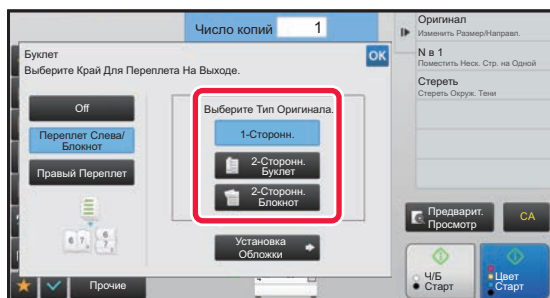 Число копий 1
Буклет
Выберите Край Для Переплета На Выходе.
OK
Off
Переплет Слева/
Блокнот
Правый Переплет
Выберите Тип Оригинала.
1-Сторонн.
2-Сторонн.
Буклет
2-Сторонн.
Блокнот
Установка
Обложки
Прочие
Оригинал
Изменить Размер/Направл.
N в 1
Поместить Неск. Стр. на Одной
Стереть
Стереть Окруж. Тени
Предварит.
Просмотр
CA
Ч/Б
Старт
Цвет
Старт